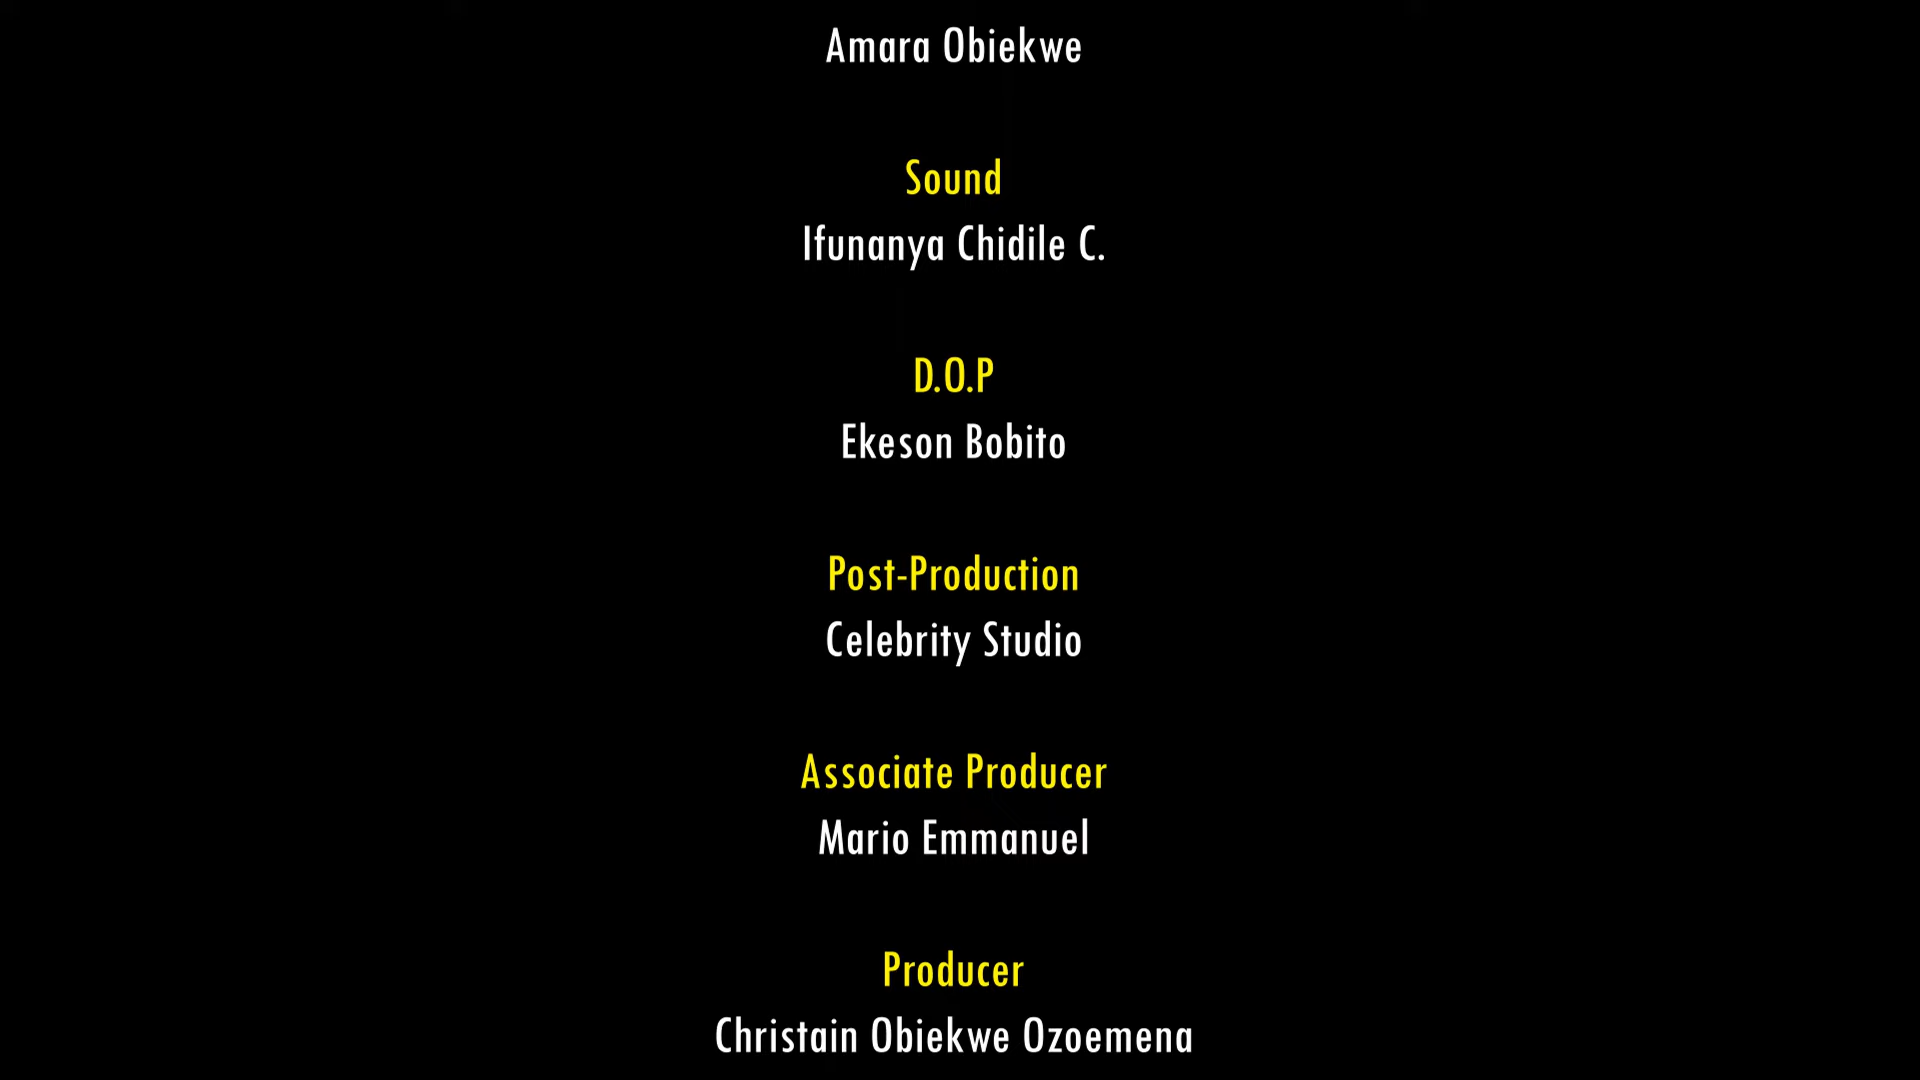 Amara Obiekwe
Sound
Ifunanya Chidile C.
D.O.P
Ekeson Bobito
Post-Production
Celebrity Studio
Associate Producer
Mario Emmanuel
Producer
Christain Obiekwe Ozoemena